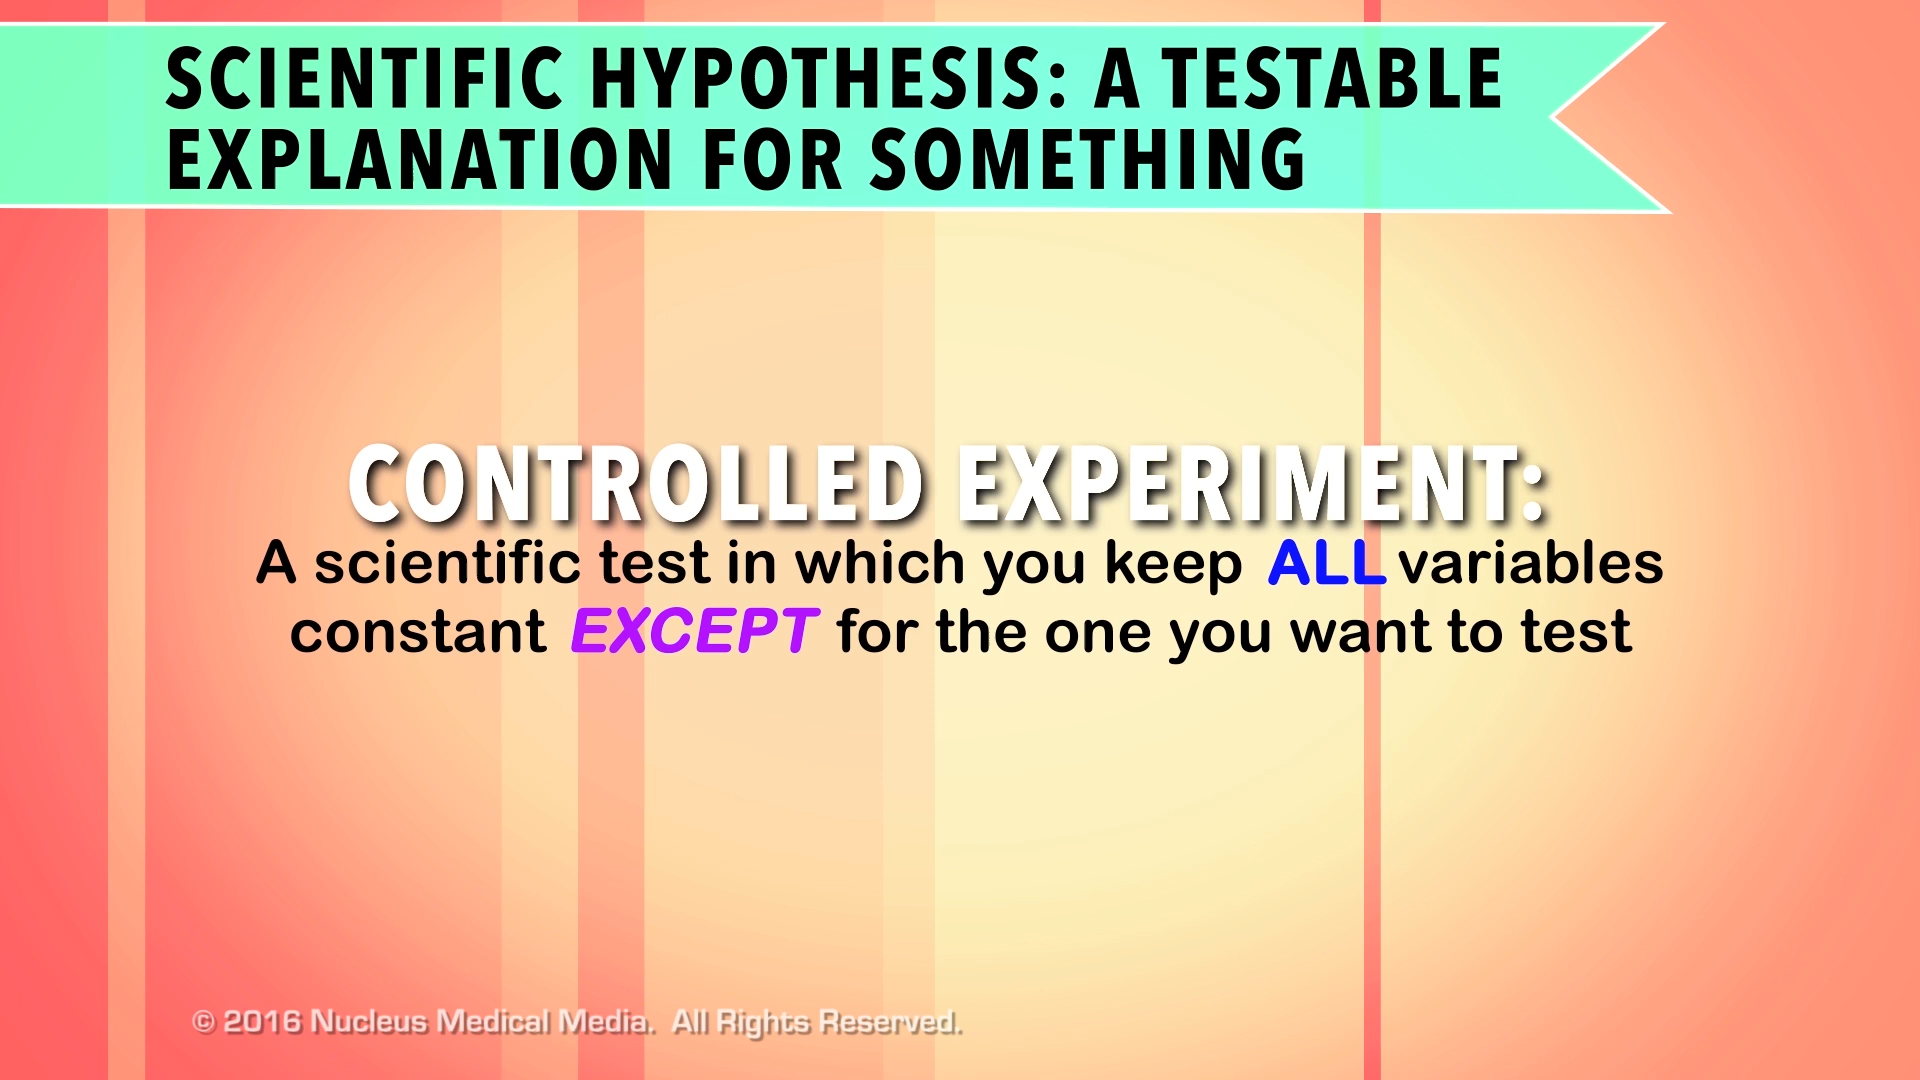 SCIENTIFIC HYPOTHESIS: A TESTABLE
EXPLANATION FOR SOMETHING
CONTROLLED EXPERIMENT:
A scientific test in which you keep ALL variables
constant EXCEPT for the one you want to test
© 2016 Nucleus Medical Media. All Rights Reserved.